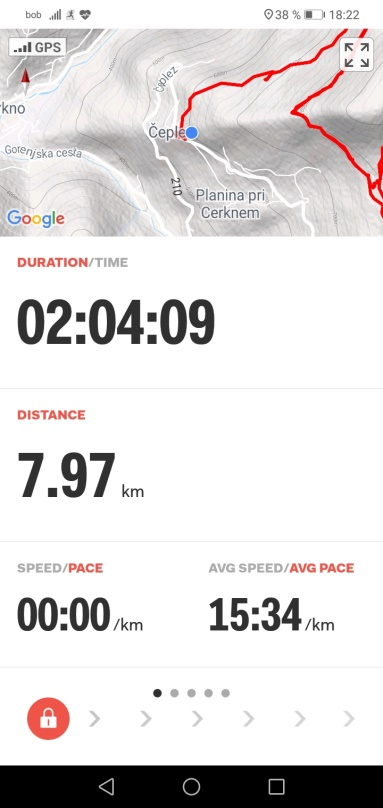 bob 38 % 18:22
GPS
Čeplez
rkno
Čeplez
Gorenjska cesta
210
Planina pri
Cerknem
Google
DURATION/TIME
02:04:09
DISTANCE
7.97 km
SPEED/PACE AVG SPEED/AVG PACE
00:00 /km 15:34 /km